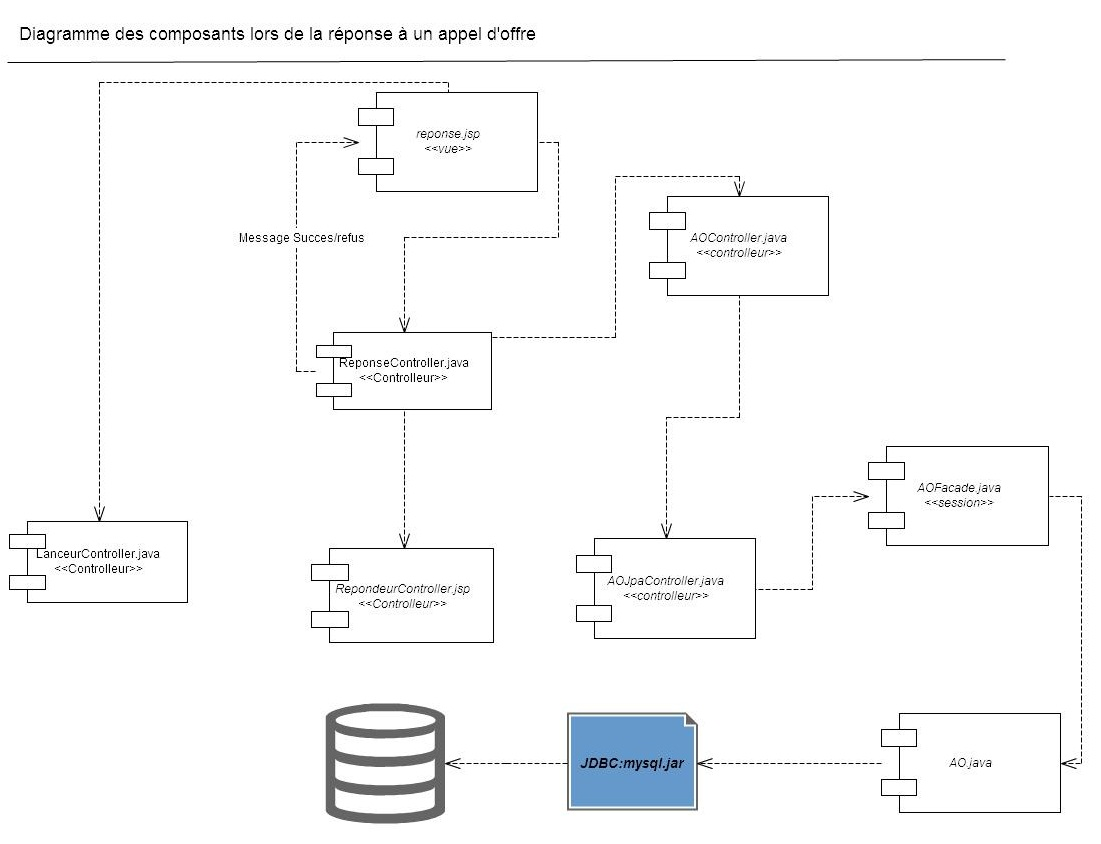 Diagramme des composants lors de la réponse à un appel d'offre
reponse.jsp
<<vue>>
Message Succes/refus
AOController.java
<<controlleur>>
ReponseController.java
<<Controlleur>>
AOFacade.java
<<session>>
LanceurController.java
<<Controlleur>>
RepondeurController.jsp
<<Controlleur>>
AOJpaController.java
<<controlleur>>
JDBC:mysql.jar
AO.java